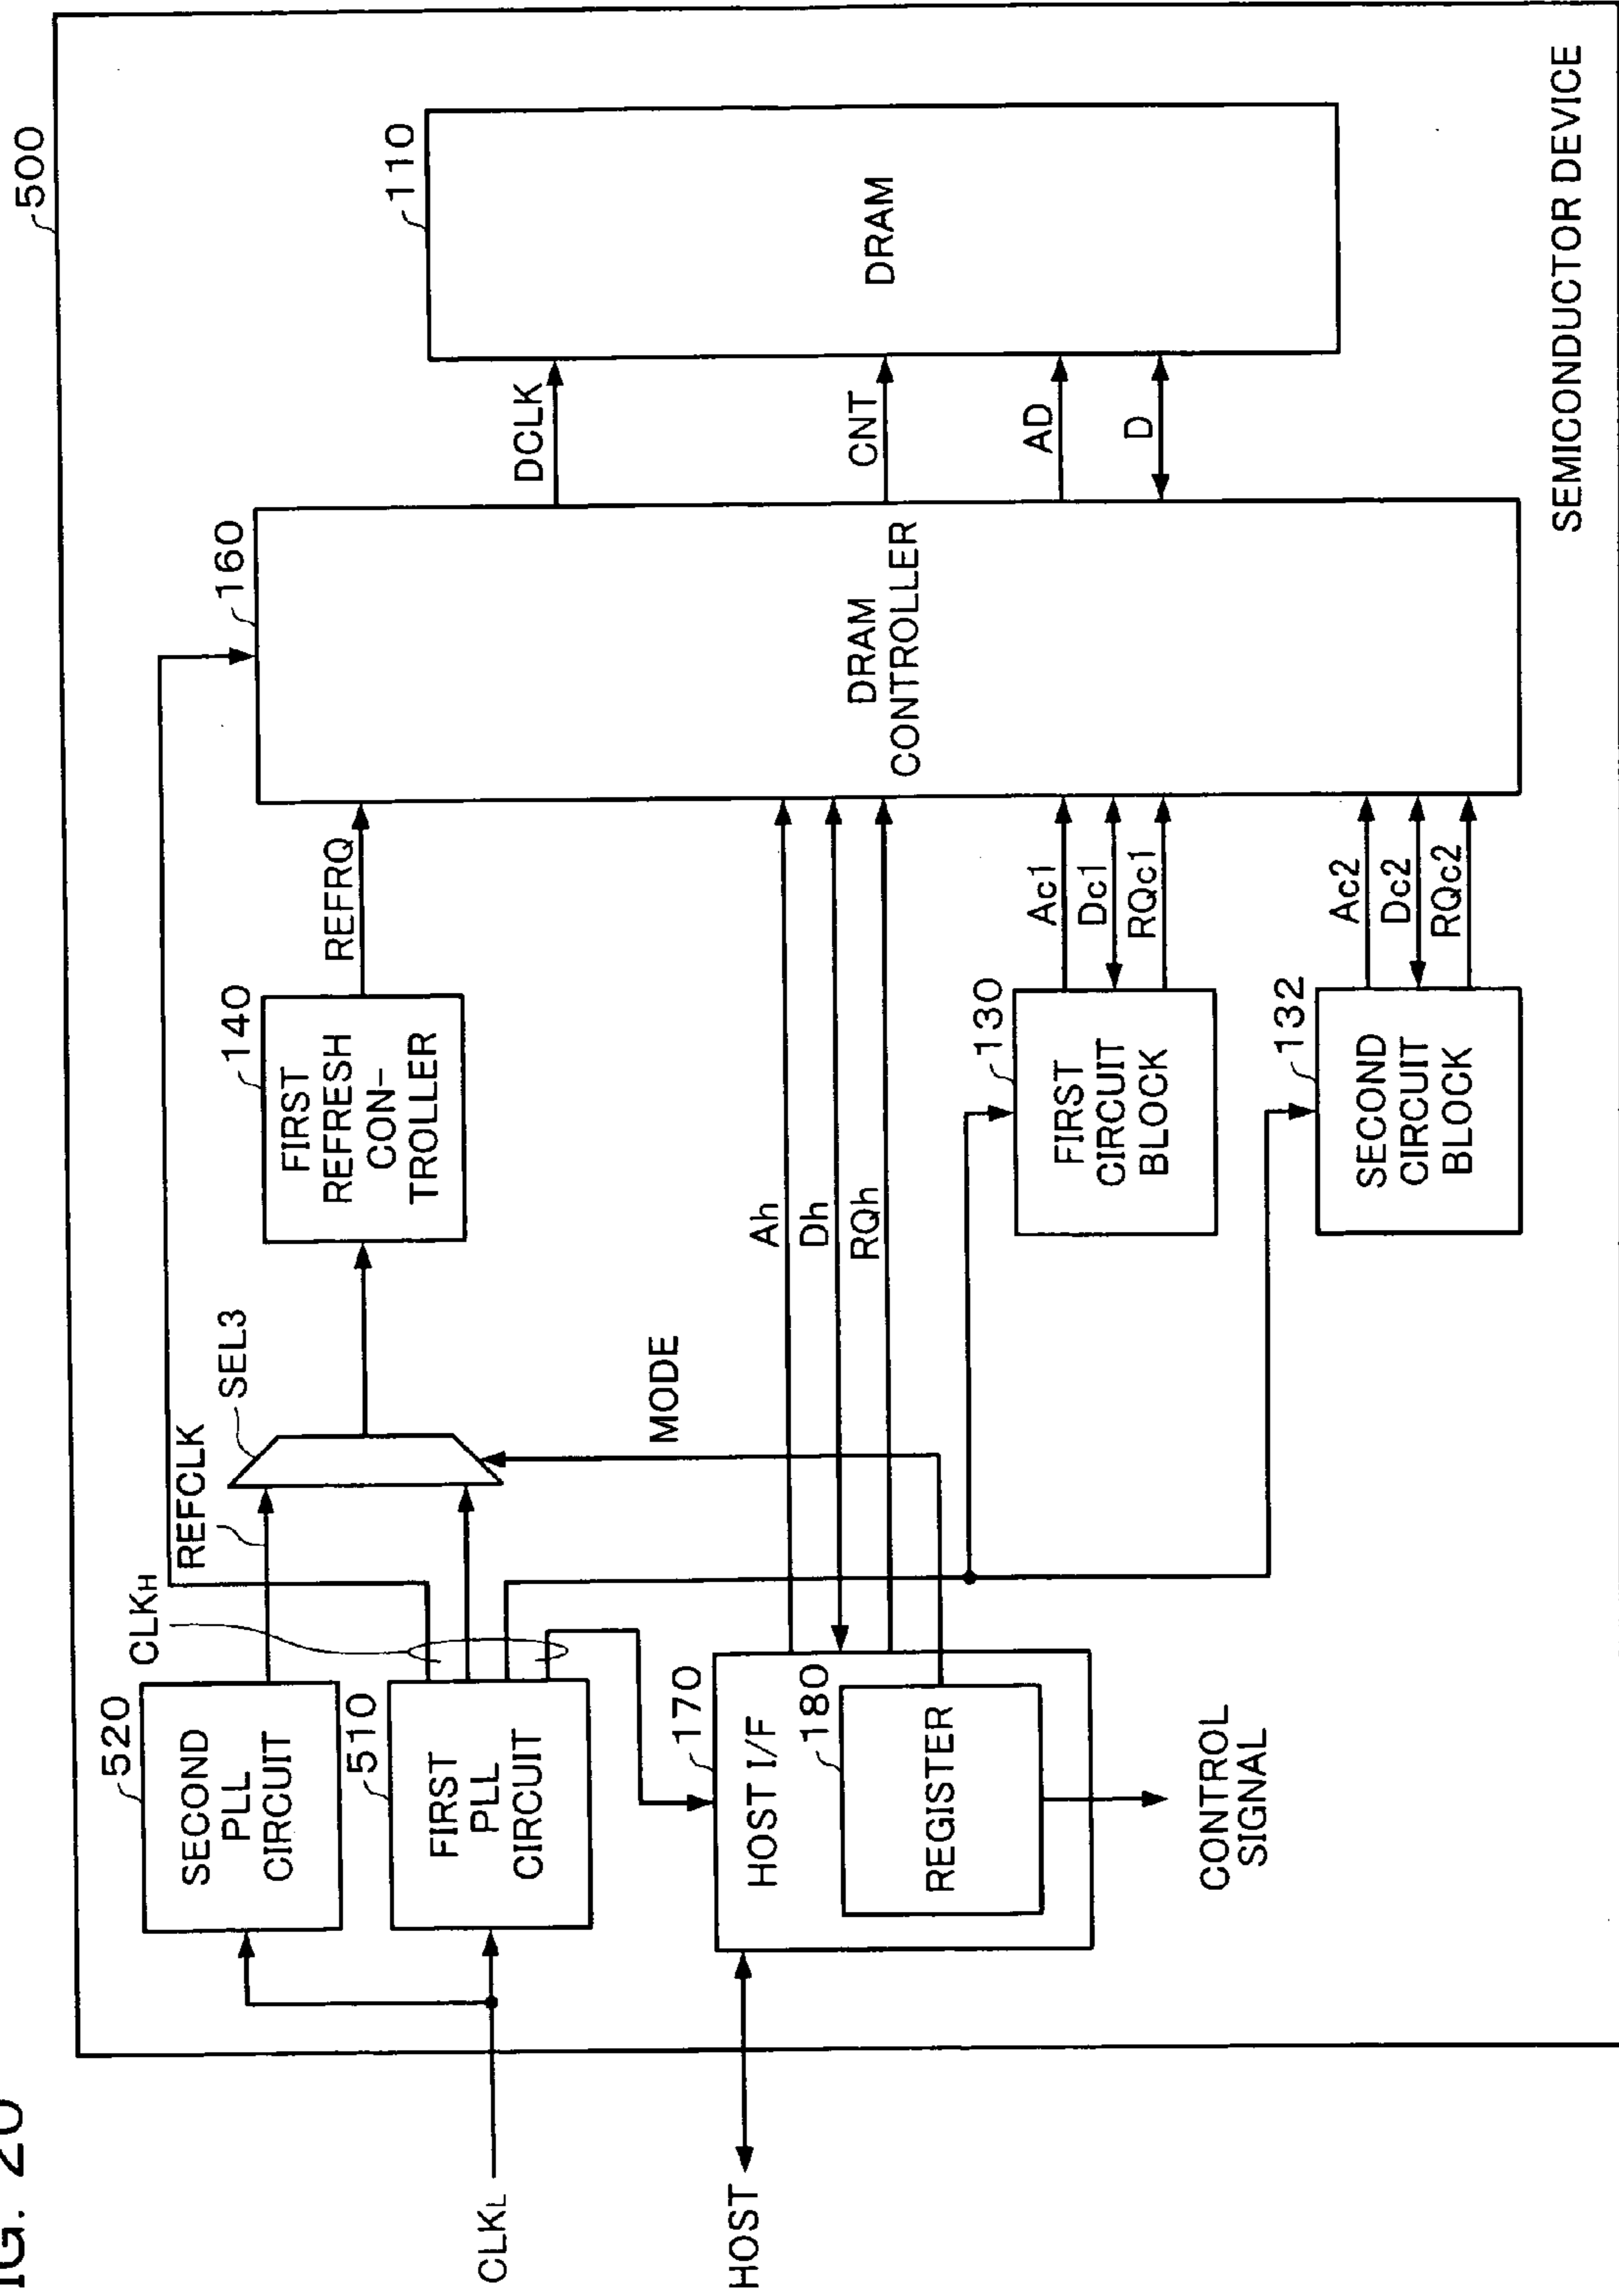 IG. 20
500
520
SECOND
PLL
CIRCUIT
510
FIRST
PLL
CIRCUIT
CLKL
CLKH
REFCLK
SEL3
140
FIRST
REFRESH
CON-
TROLLER
REFRQ
160
DRAM
CONTROLLER
DCLK
CNT
AD
D
110
DRAM
HOST
170
HOST I/F
180
REGISTER
CONTROL
SIGNAL
MODE
Ah
Dh
RQh
130
FIRST
CIRCUIT
BLOCK
Ac1
Dc1
RQc1
132
SECOND
CIRCUIT
BLOCK
Ac2
Dc2
RQc2
SEMICONDUCTOR DEVICE